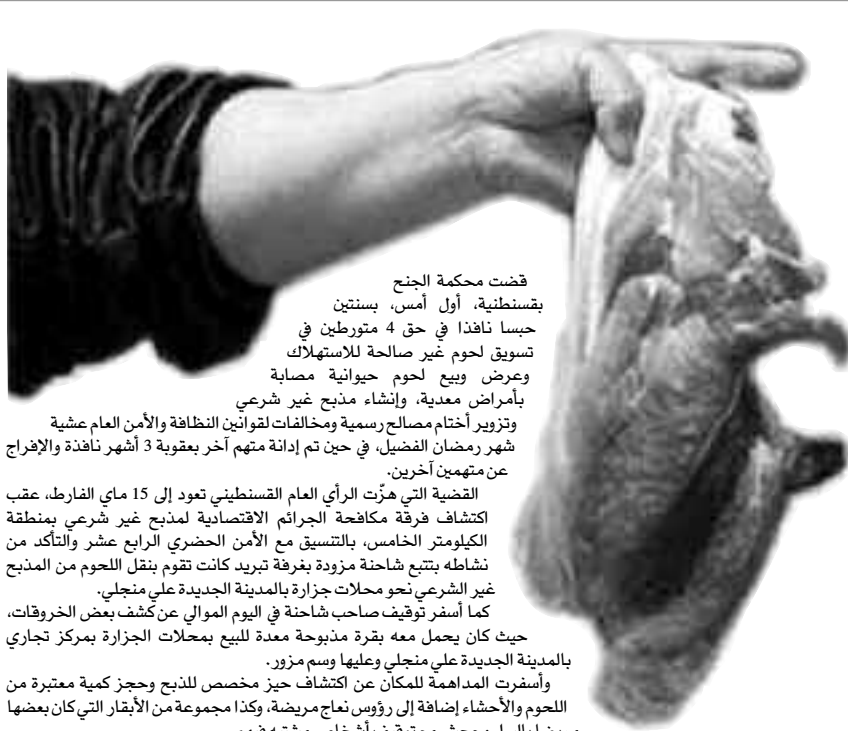 قضت محكمة الجنح
بقسنطنية، أول أمس، بسنتين
حبسا نافذا في حق 4 متورطين في
تسويق لحوم غير صالحة للاستهلاك
وعرض وبيع لحوم حيوانية مصابة
بأمراض معدية، وإنشاء مذبح غير شرعي
وتزوير أختام مصالح رسمية ومخالفات لقوانين النظافة والأمن العام عشية
شهر رمضان الفضيل، في حين تم إدانة متهم آخر بعقوبة 3 أشهر نافذة والإفراج
عن متهمين آخرين.
القضية التي هزّت الرأي العام القسنطيني تعود إلى 15 ماي الفارط، عقب
اكتشاف فرقة مكافحة الجرائم الاقتصادية لمذبح غير شرعي بمنطقة
الكيلومتر الخامس، بالتنسيق مع الأمن الحضري الرابع عشر والتأكد من
نشاطه بتتبع شاحنة مزودة بغرفة تبريد كانت تقوم بنقل اللحوم من المذبح
غير الشرعي نحو محلات جزارة بالمدينة الجديدة علي منجلي.
كما أسفر توقيف صاحب شاحنة في اليوم الموالي عن كشف بعض الخروقات،
حيث كان يحمل معه بقرة مذبوحة معدة للبيع بمحلات الجزارة بمركز تجاري
بالمدينة الجديدة علي منجلي وعليها وسم مزور.
وأسفرت المداهمة للمكان عن اكتشاف حيز مخصص للذبح وحجز كمية معتبرة من
اللحوم والأحشاء إضافة إلى رؤوس نعاج مريضة، وكذا مجموعة من الأبقار التي كان بعضها